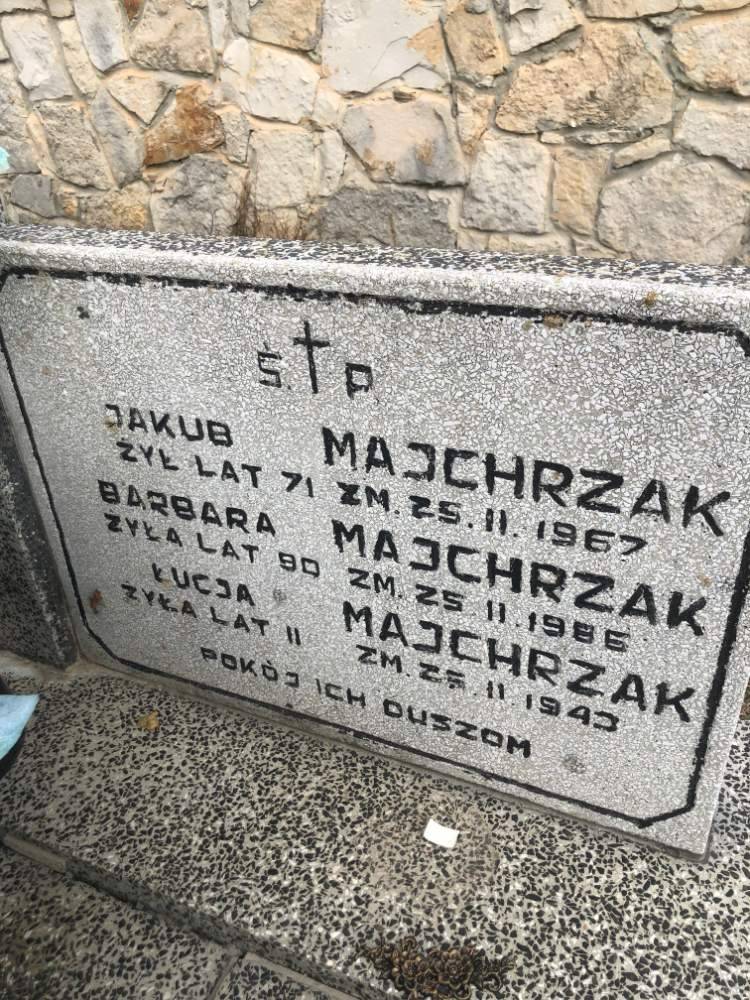 Ś. P
JAKUB MAJCHRZAK
ŻYŁ LAT 71 ZM. 25. 11. 1967
BARBARA MAJCHRZAK
ŻYŁA LAT 90 ZM. 25 11. 1986
ŁUCJA MAJCHRZAK
ŻYŁA LAT 11 ZM. 25. 11. 1943
POKÓJ ICH DUSZOM